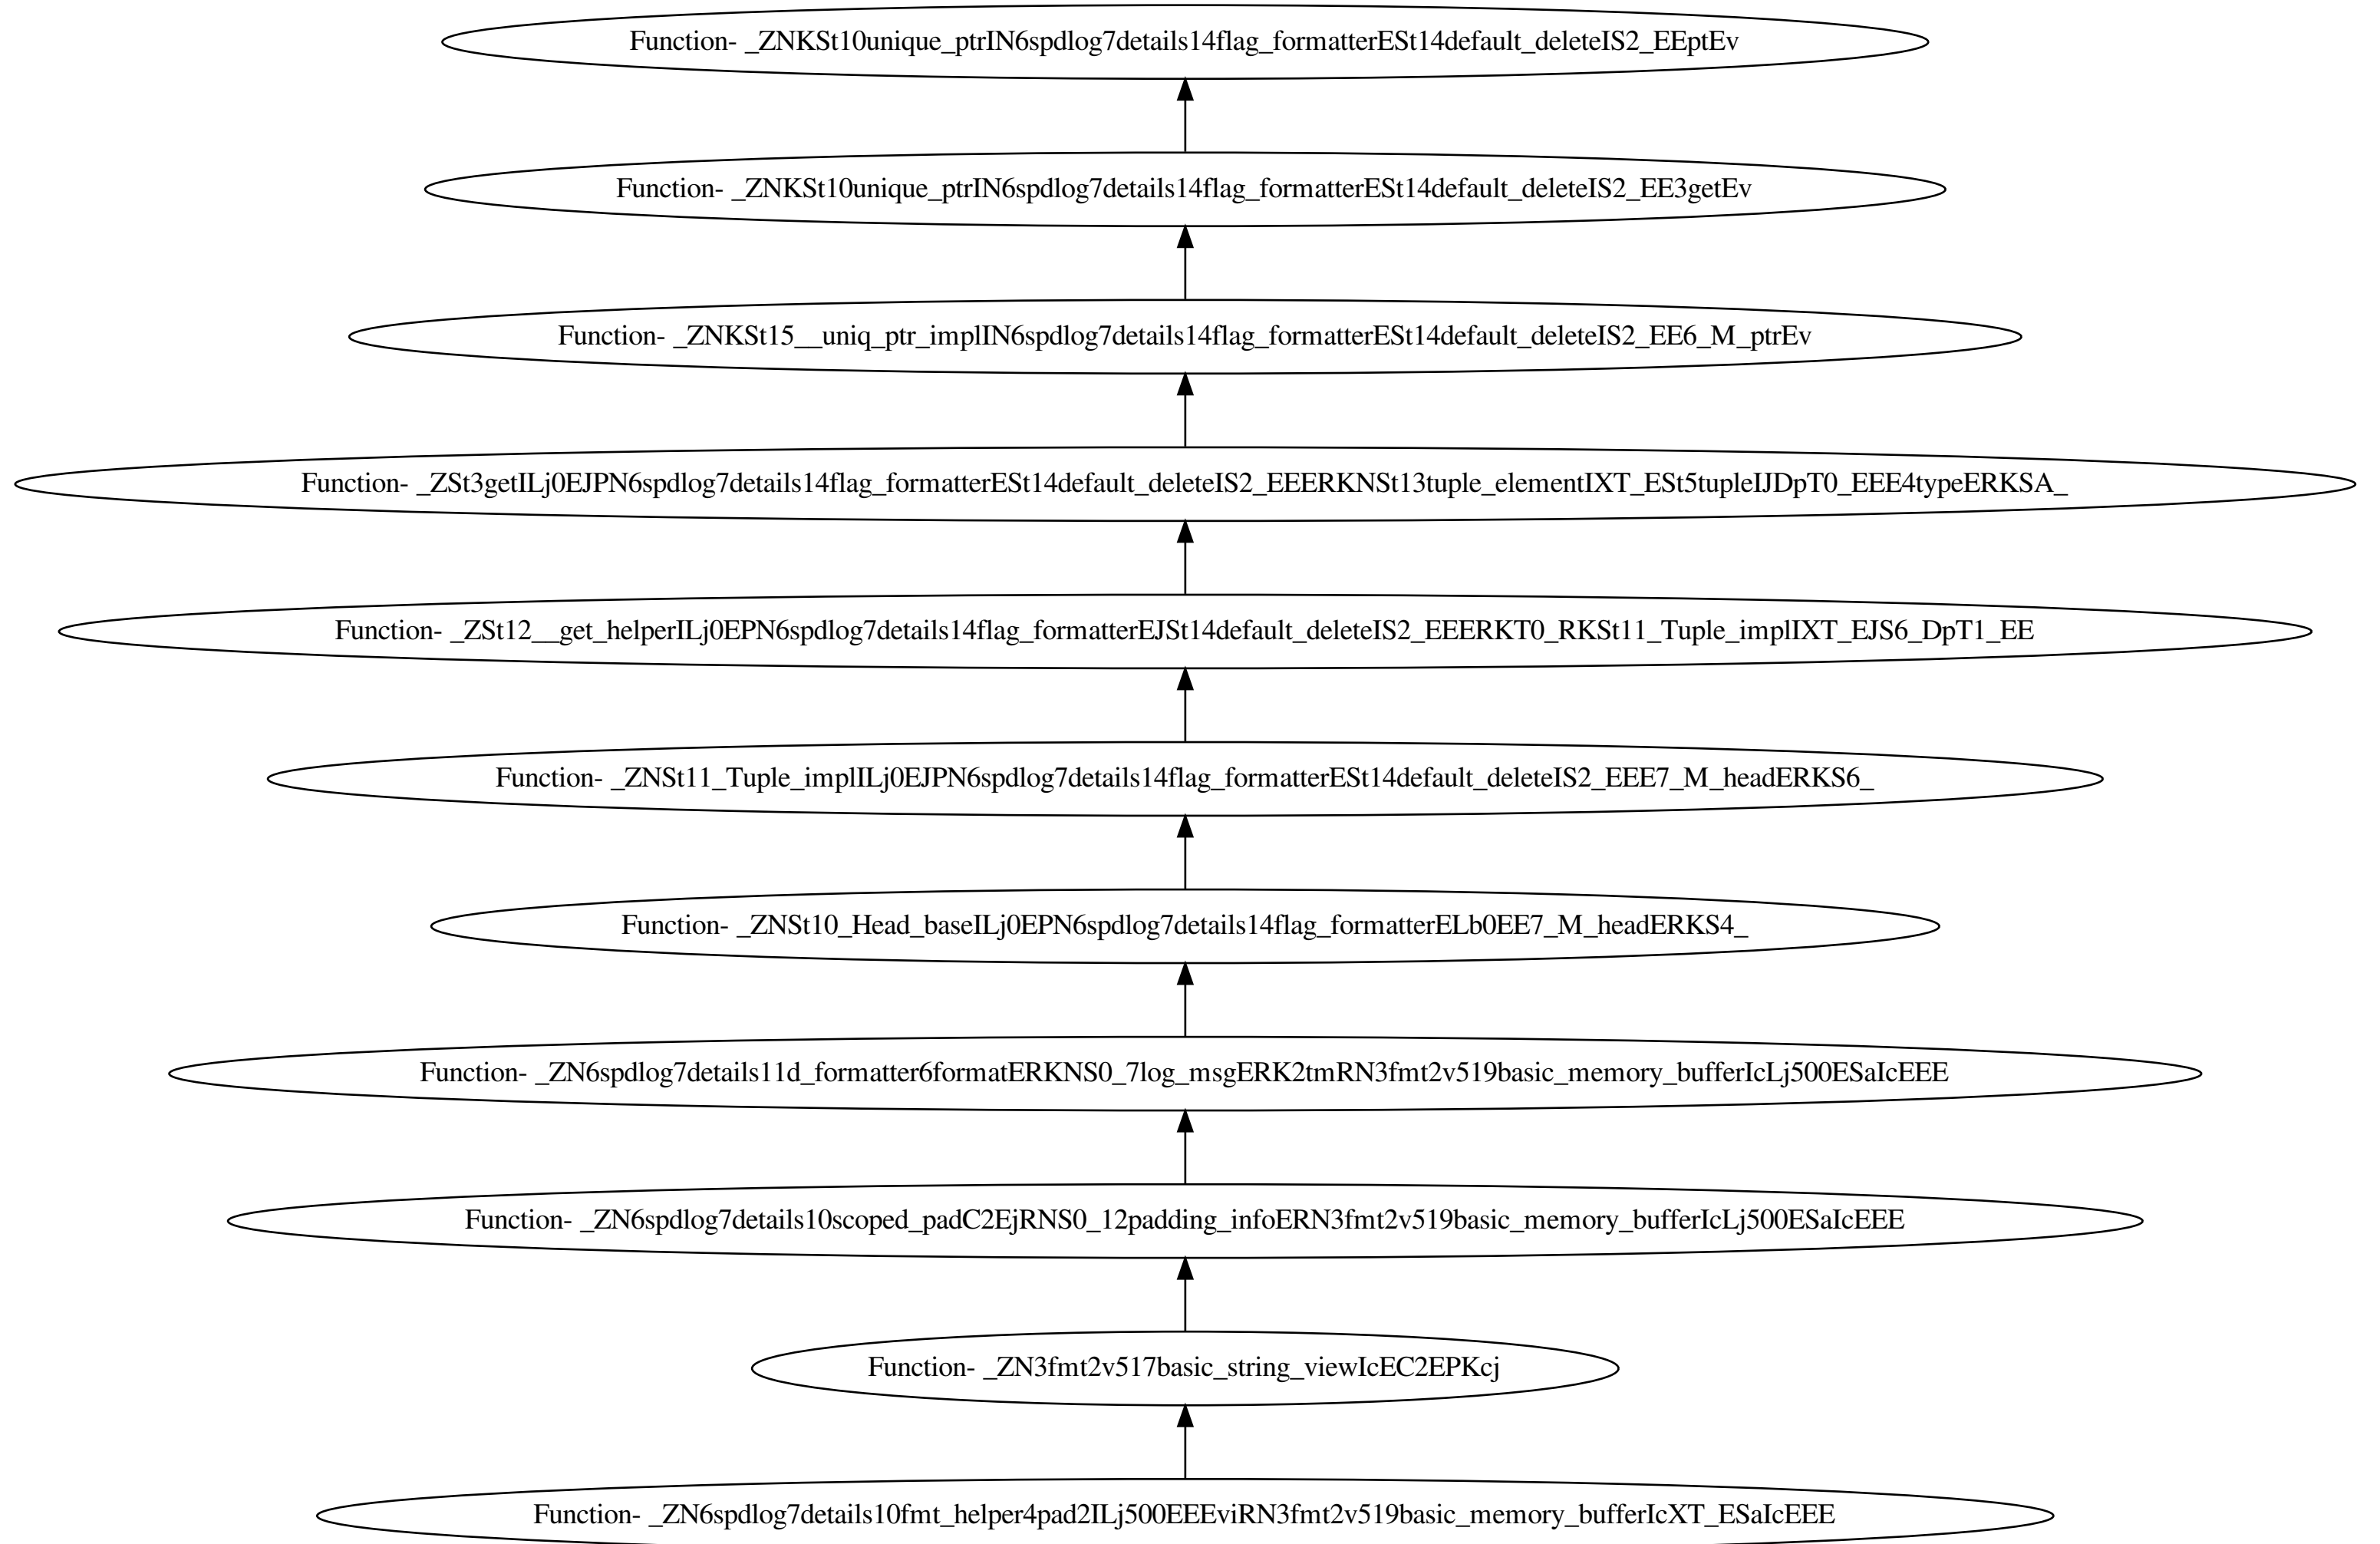 Function- _ZNKSt10unique_ptrIN6spdlog7details14flag_formatterESt14default_deleteIS2_EEptEv
Function- _ZNKSt10unique_ptrIN6spdlog7details14flag_formatterESt14default_deleteIS2_EE3getEv
Function- _ZNKSt15__uniq_ptr_implIN6spdlog7details14flag_formatterESt14default_deleteIS2_EE6_M_ptrEv
Function- _ZSt3getILj0EJPN6spdlog7details14flag_formatterESt14default_deleteIS2_EEERKNSt13tuple_elementIXT_ESt5tupleIJDpT0_EEE4typeERKSA_
Function- _ZSt12__get_helperILj0EPN6spdlog7details14flag_formatterEJSt14default_deleteIS2_EEERKT0_RKSt11_Tuple_implIXT_EJS6_DpT1_EE
Function- _ZNSt11_Tuple_implILj0EJPN6spdlog7details14flag_formatterESt14default_deleteIS2_EEE7_M_headERKS6_
Function- _ZNSt10_Head_baseILj0EPN6spdlog7details14flag_formatterELb0EE7_M_headERKS4_
Function- _ZN6spdlog7details11d_formatter6formatERKNS0_7log_msgERK2tmRN3fmt2v519basic_memory_bufferIcLj500ESaIcEEE
Function- _ZN6spdlog7details10scoped_padC2EjRNS0_12padding_infoERN3fmt2v519basic_memory_bufferIcLj500ESaIcEEE
Function- _ZN3fmt2v517basic_string_viewIcEC2EPKcj
Function- _ZN6spdlog7details10fmt_helper4pad2ILj500EEEviRN3fmt2v519basic_memory_bufferIcXT_ESaIcEEE